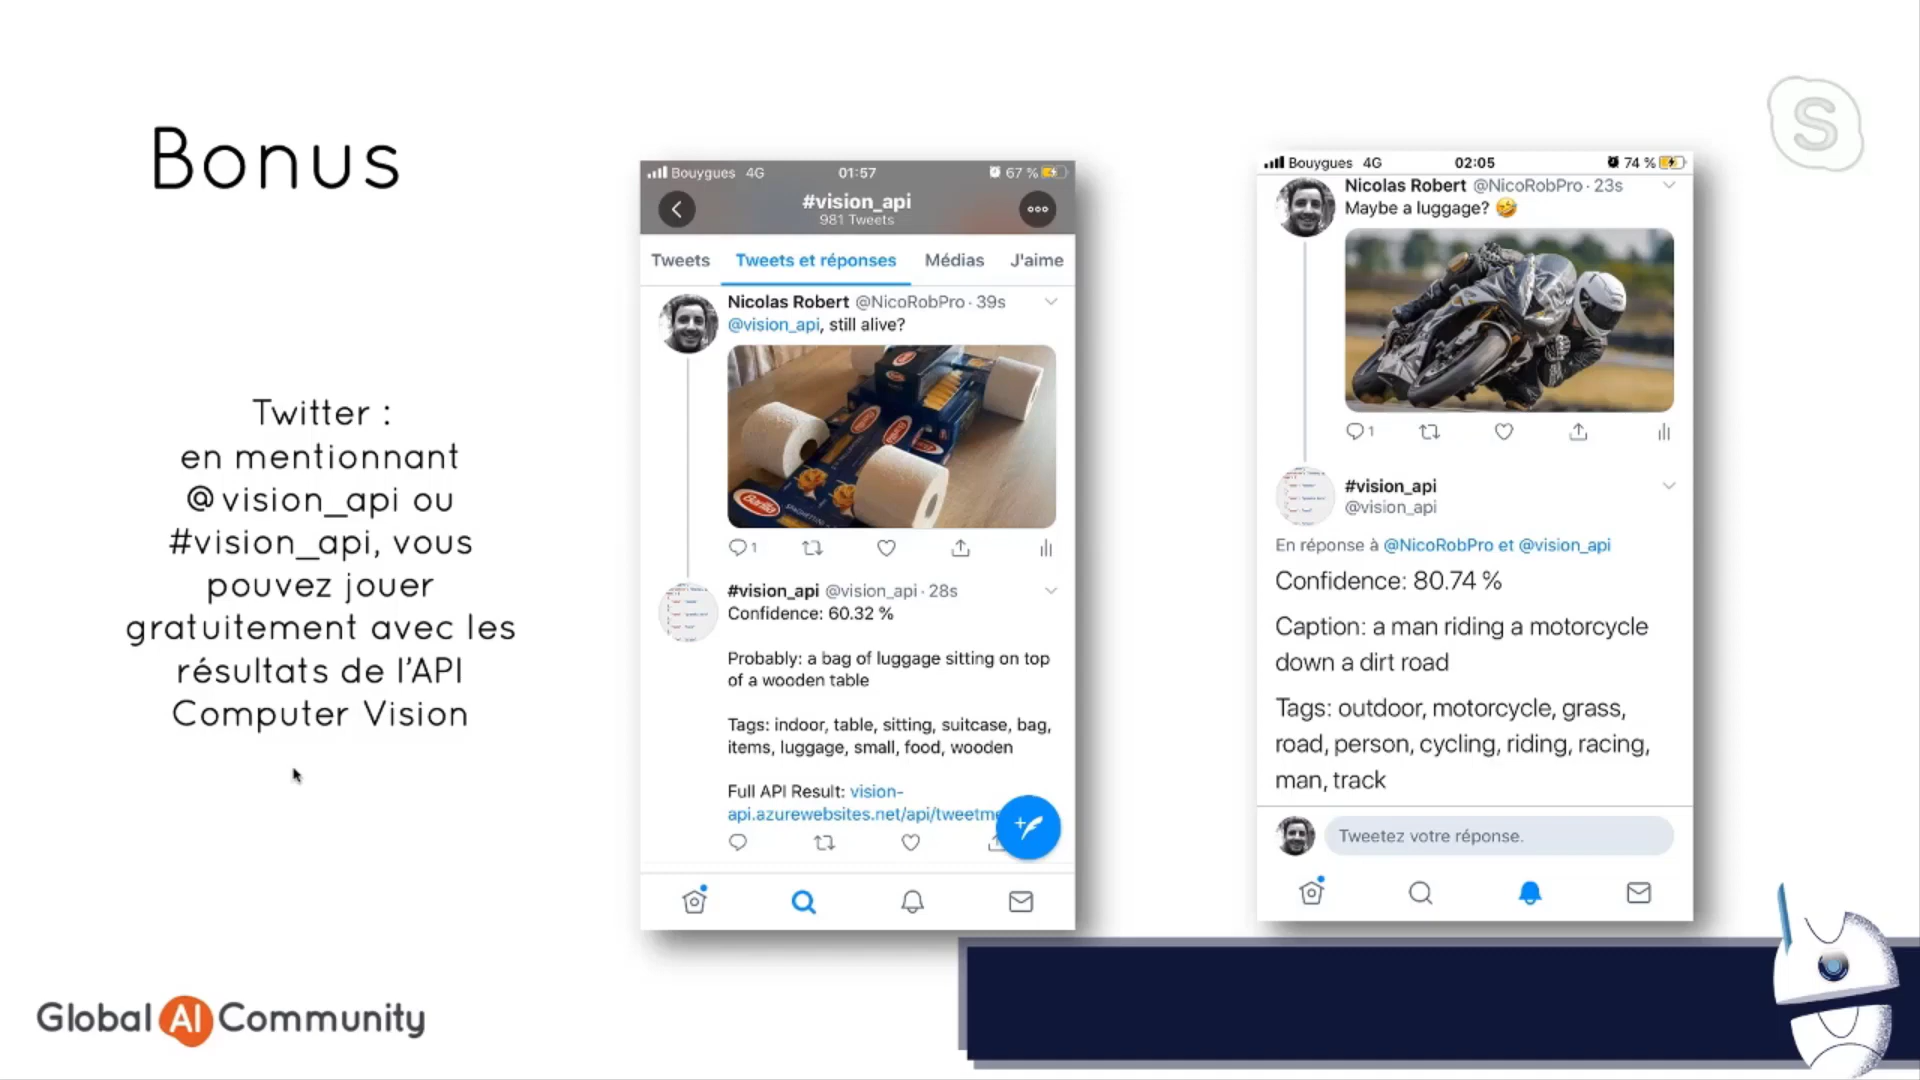 Bonus
Twitter :
en mentionnant
@vision_api ou
#vision_api, vous
pouvez jouer
gratuitement avec les
résultats de l'API
Computer Vision
Bouygues 4G 01:57 67 %
#vision_api
981 Tweets
Tweets Tweets et réponses Médias J'aime
Nicolas Robert @NicoRobPro · 39s
@vision_api, still alive?
Barilla
1
#vision_api @vision_api · 28s
Confidence: 60.32 %
Probably: a bag of luggage sitting on top
of a wooden table
Tags: indoor, table, sitting, suitcase, bag,
items, luggage, small, food, wooden
Full API Result: vision-
api.azurewebsites.net/api/tweetm
Bouygues 4G 02:05 74 %
Nicolas Robert @NicoRobPro · 23s
Maybe a luggage? 🤣
1
#vision_api
@vision_api
En réponse à @NicoRobPro et @vision_api
Confidence: 80.74 %
Caption: a man riding a motorcycle
down a dirt road
Tags: outdoor, motorcycle, grass,
road, person, cycling, riding, racing,
man, track
Tweetez votre réponse.
S
Global AI Community